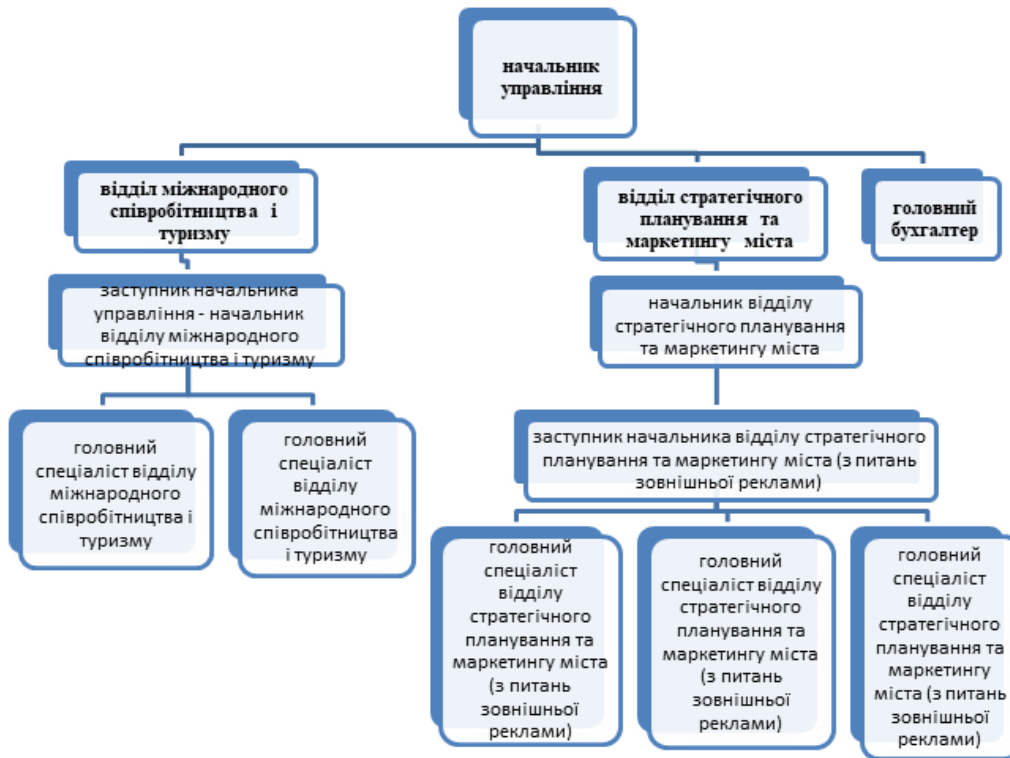 начальник
управління
відділ міжнародного
співробітництва і
туризму
відділ стратегічного
планування та
маркетингу міста
головний
бухгалтер
заступник начальника
управління - начальник
відділу міжнародного
співробітництва і туризму
начальник відділу
стратегічного планування
та маркетингу міста
головний
спеціаліст відділу
міжнародного
співробітництва і
туризму
головний
спеціаліст
відділу
міжнародного
співробітництва
і туризму
заступник начальника відділу стратегічного
планування та маркетингу міста (з питань
зовнішньої реклами)
головний
спеціаліст
відділу
стратегічного
планування та
маркетингу міста
(з питань
зовнішньої
реклами)
головний
спеціаліст відділу
стратегічного
планування та
маркетингу міста
(з питань
зовнішньої
реклами)
головний
спеціаліст
відділу
стратегічного
планування та
маркетингу
міста (з питань
зовнішньої
реклами)